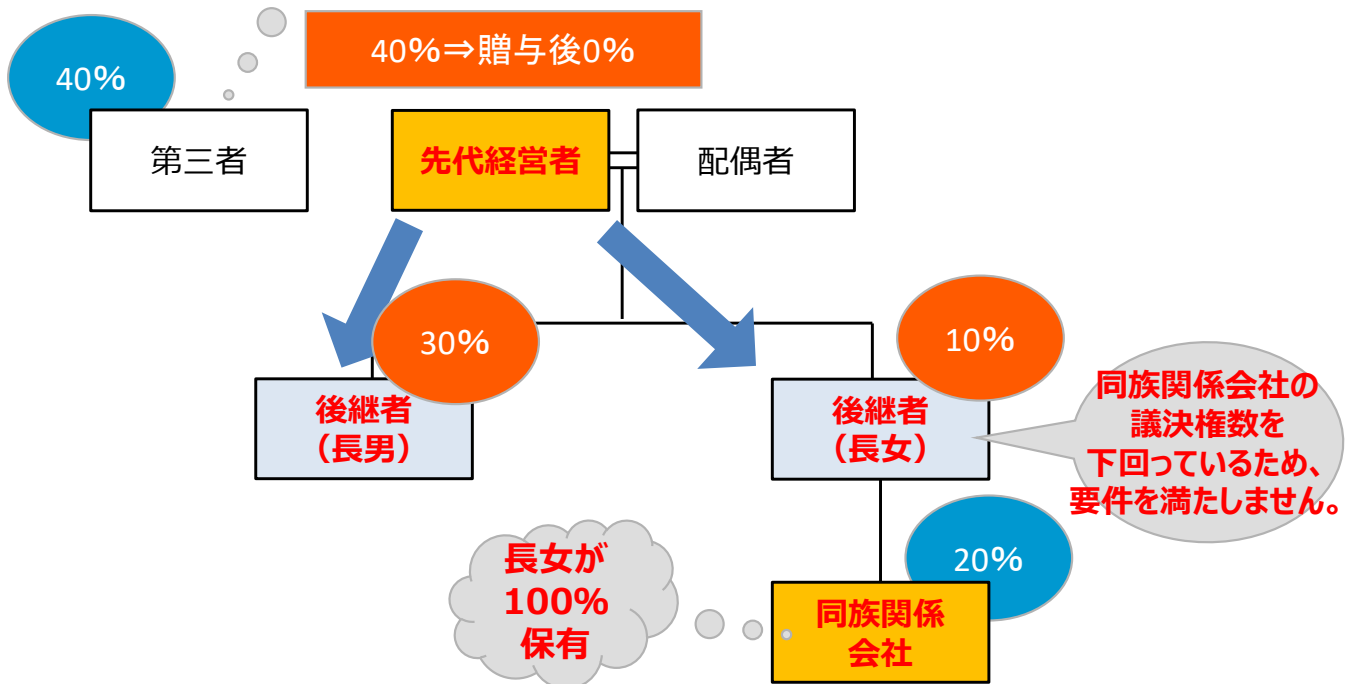 40%⇒贈与後0%
40%
第三者
先代経営者
配偶者
30%
10%
後継者
（長男）
後継者
（長女）
同族関係会社の
議決権数を
下回っているため、
要件を満たしません。
長女が
100%
保有
20%
同族関係
会社